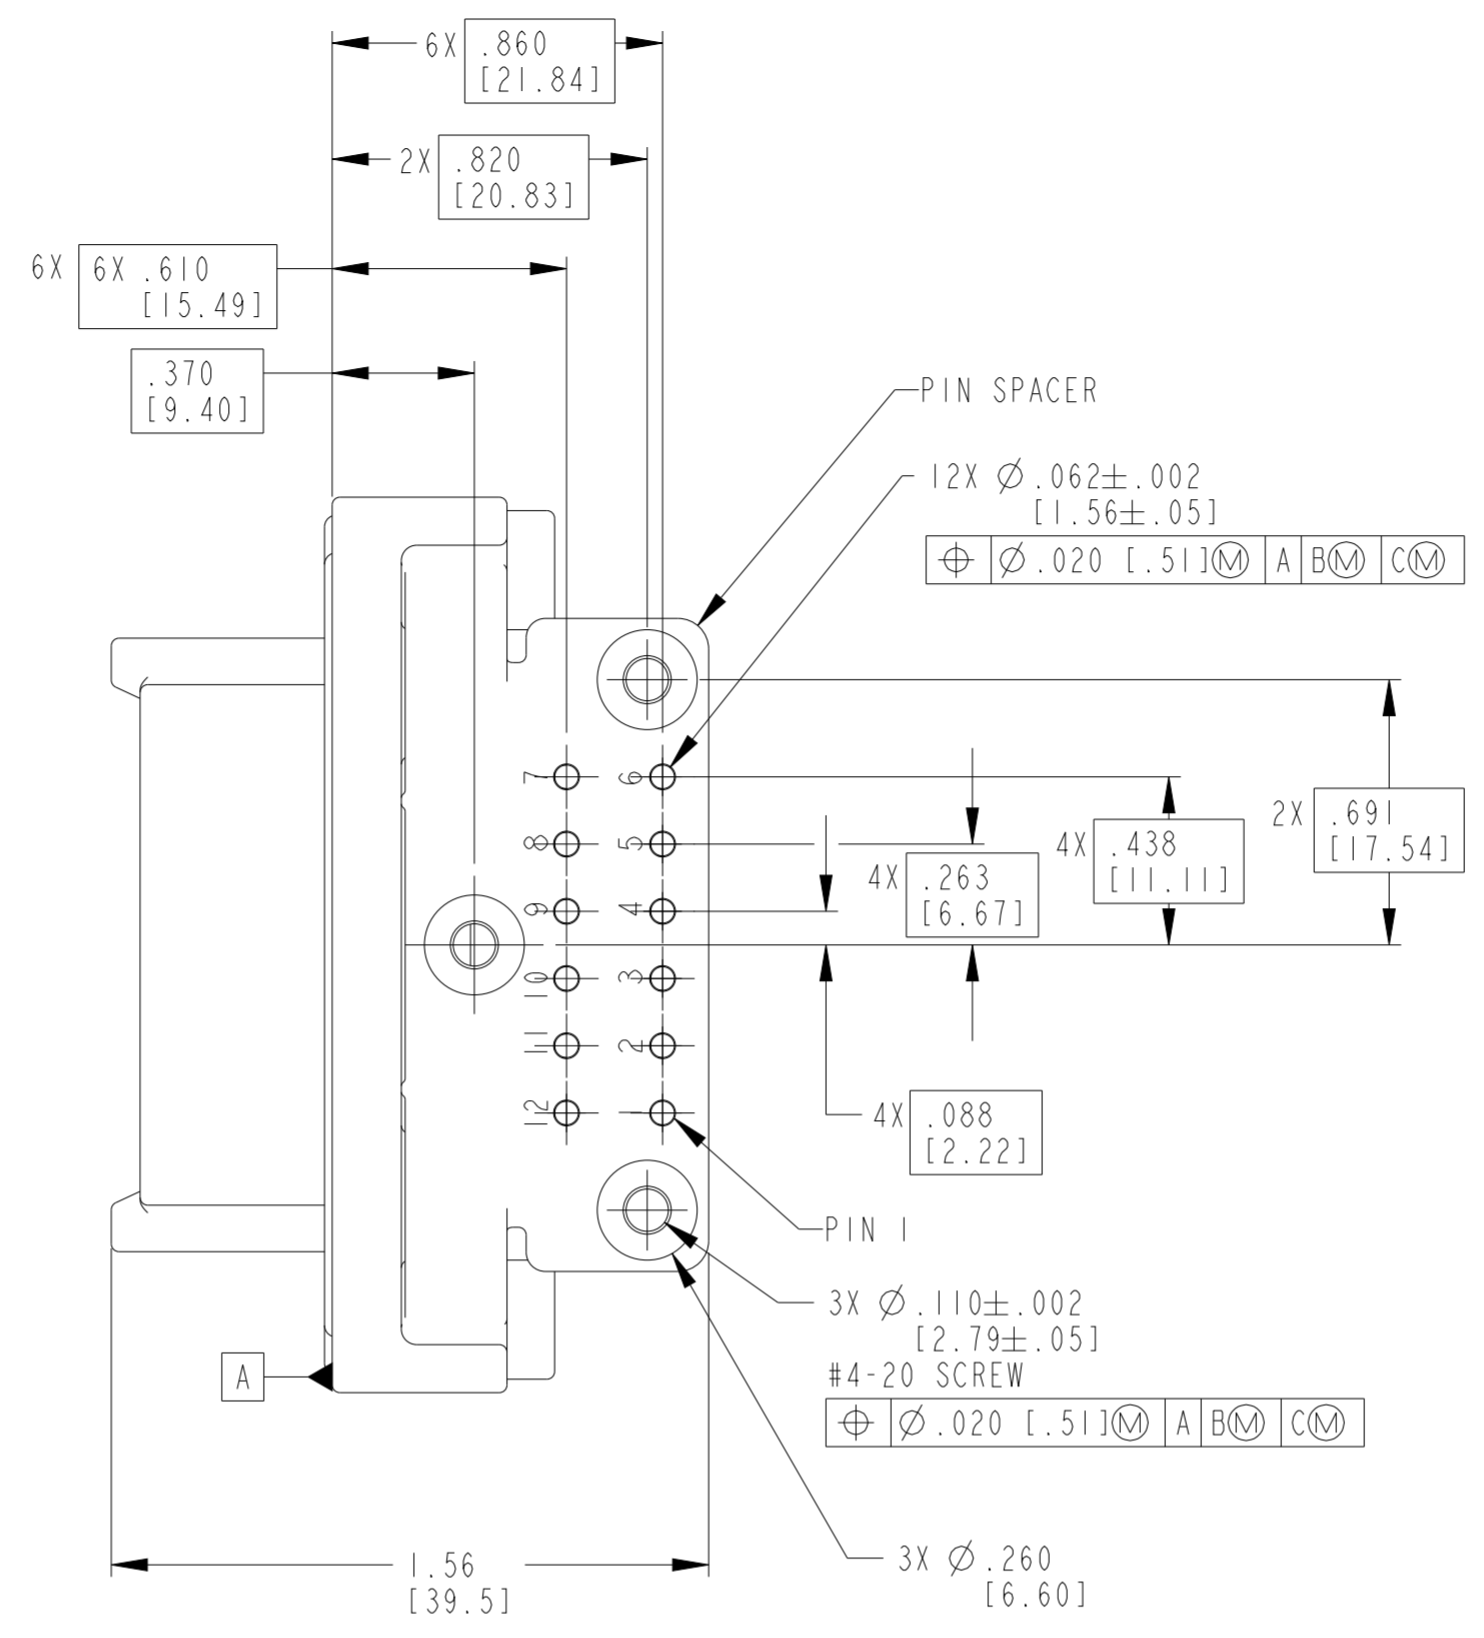 6X .860
[21.84]
2X .820
[20.83]
6X 6X .610
[15.49]
.370
[9.40]
PIN SPACER
12X ⌀ .062±.002
[1.56±.05]
⌖ ⌀.020 [.51]Ⓜ A BⓂ CⓂ
7 6
8 5
9 4
10 3
11 2
12 1
2X .691
[17.54]
4X .438
[11.11]
4X .263
[6.67]
4X .088
[2.22]
PIN 1
3X ⌀ .110±.002
[2.79±.05]
#4-20 SCREW
⌖ ⌀.020 [.51]Ⓜ A BⓂ CⓂ
A
1.56
[39.5]
3X ⌀.260
[6.60]